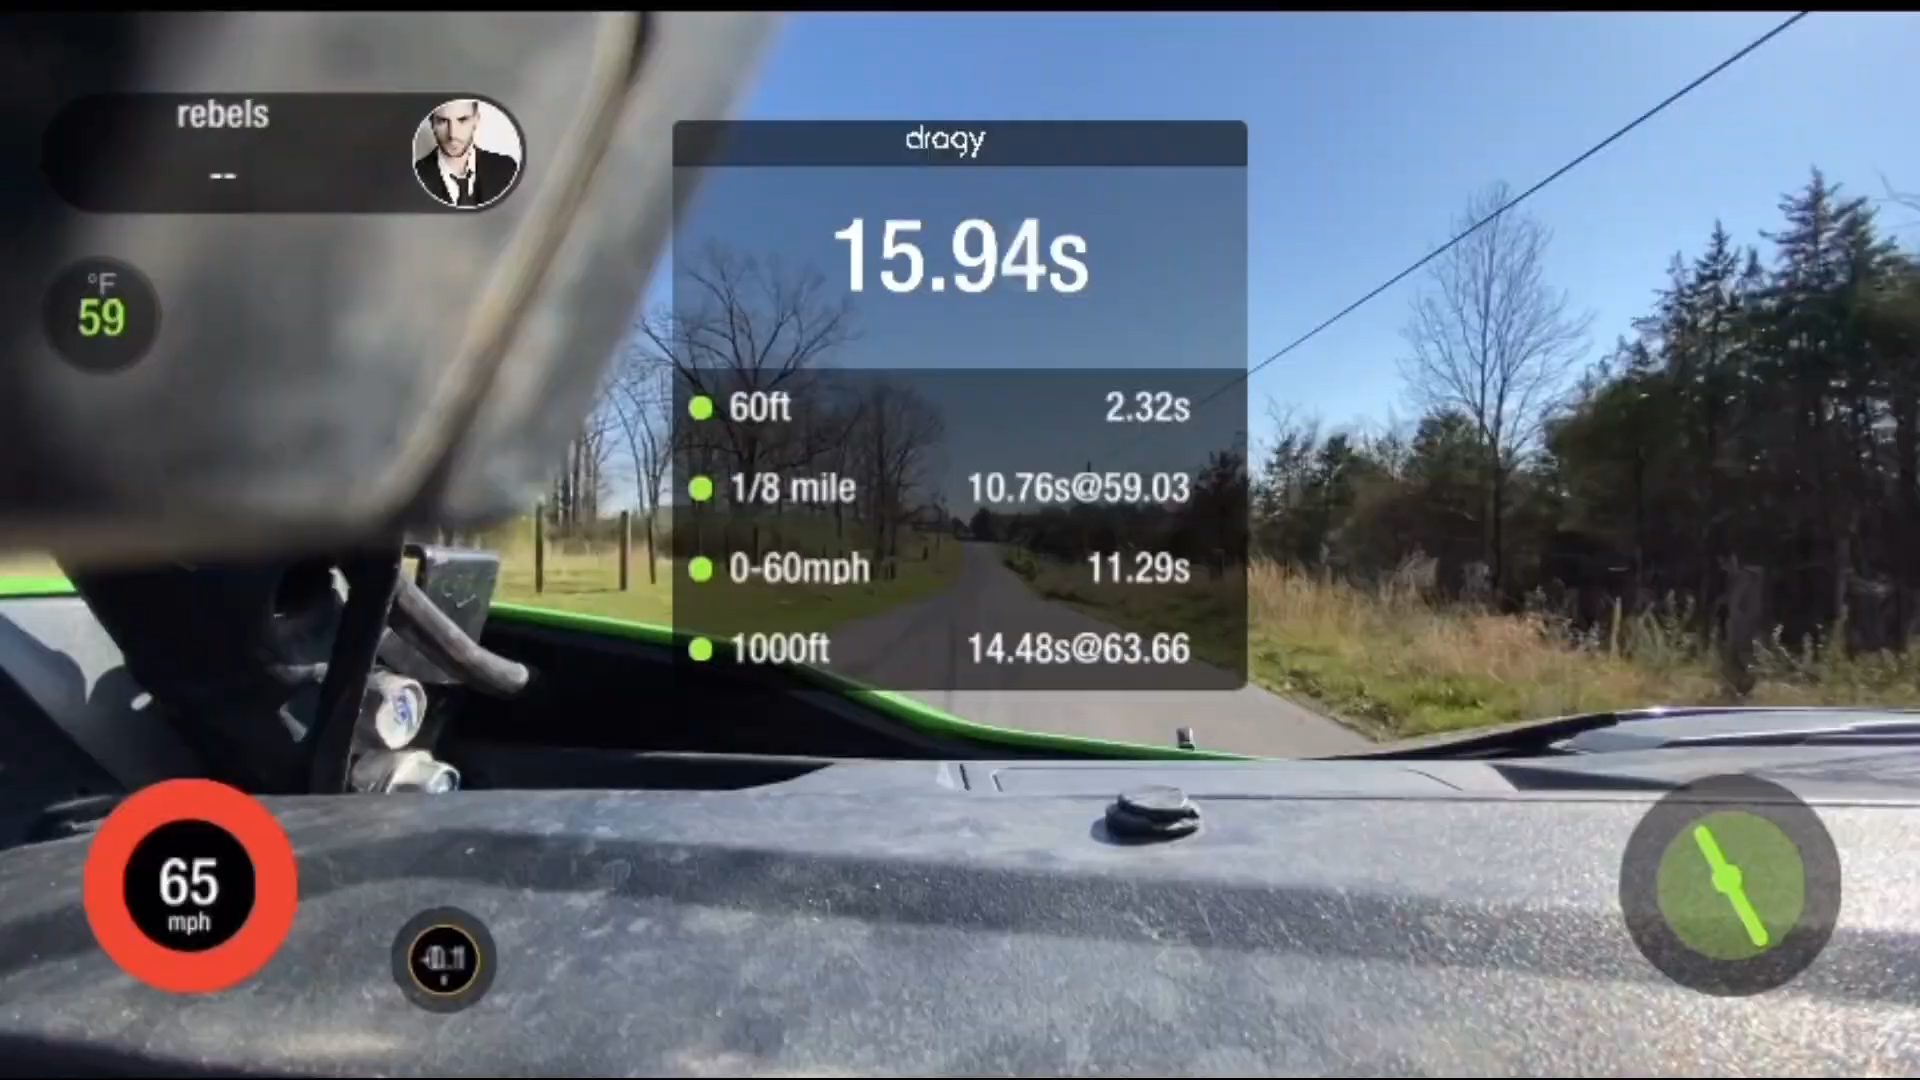 rebels
--
°F
59
dragy
15.94s
60ft 2.32s
1/8 mile 10.76s@59.03
0-60mph 11.29s
1000ft 14.48s@63.66
65
mph